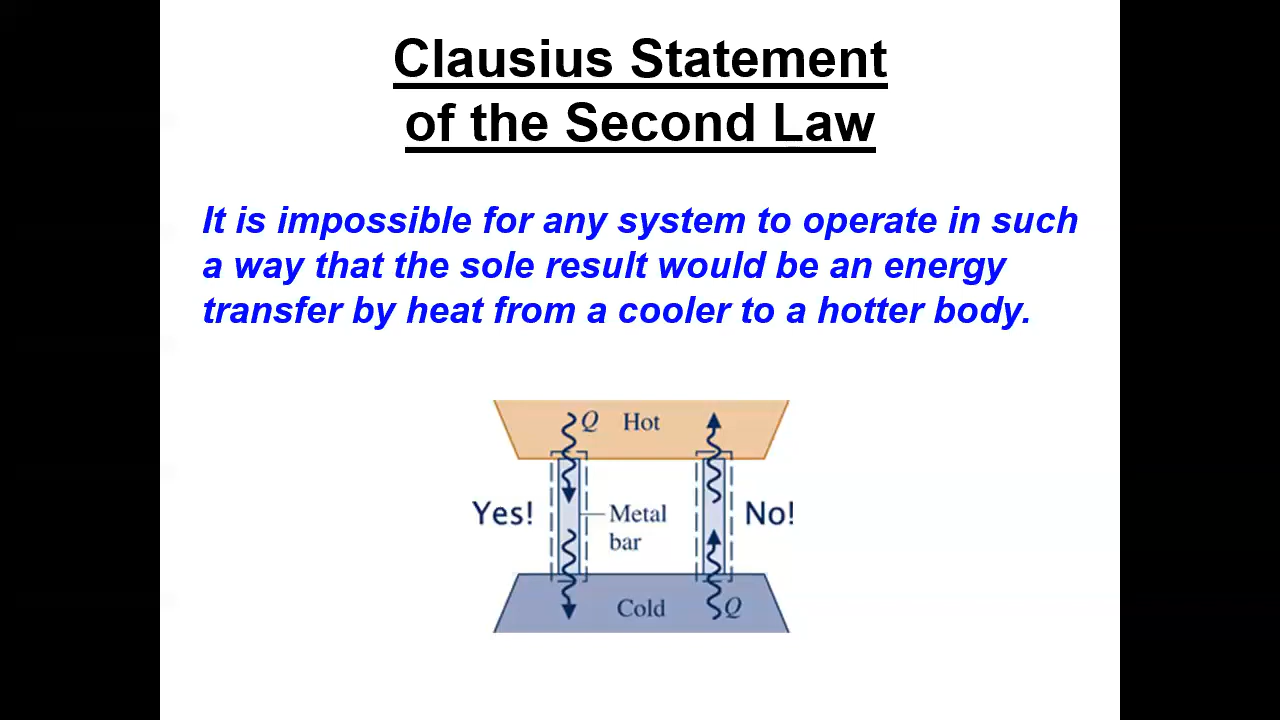 Clausius Statement
of the Second Law
It is impossible for any system to operate in such
a way that the sole result would be an energy
transfer by heat from a cooler to a hotter body.
Q Hot
Yes!
Metal
bar
No!
Cold
Q